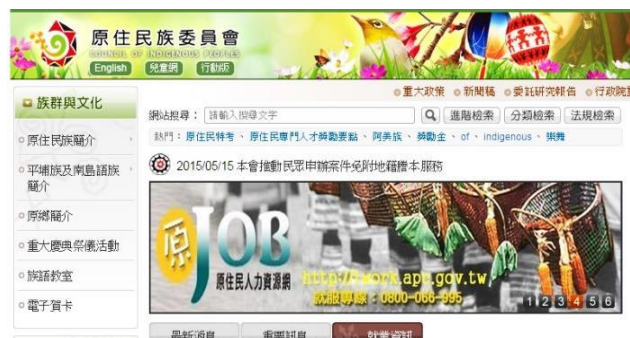 原住民族委員會
COUNCIL OF INDIGENOUS PEOPLES
English 兒童網 行動版
重大政策 新聞稿 委託研究報告 行政院
族群與文化
網站搜尋： 請輸入搜尋文字 進階檢索 分類檢索 法規檢索
熱門：原住民特考、原住民專門人才獎勵要點、阿美族、獎勵金、of、indigenous、樂舞
原住民族簡介
平埔族及南島語族簡介
原鄉簡介
重大慶典祭儀活動
族語教室
電子賀卡
2015/05/15 本會推動民眾申辦案件免附地籍謄本服務
原JOB
原住民人力資源網
http://iwork.apc.gov.tw
就服專線：0800-066-995
1 2 3 4 5 6
最新消息 重要訊息 就業資訊